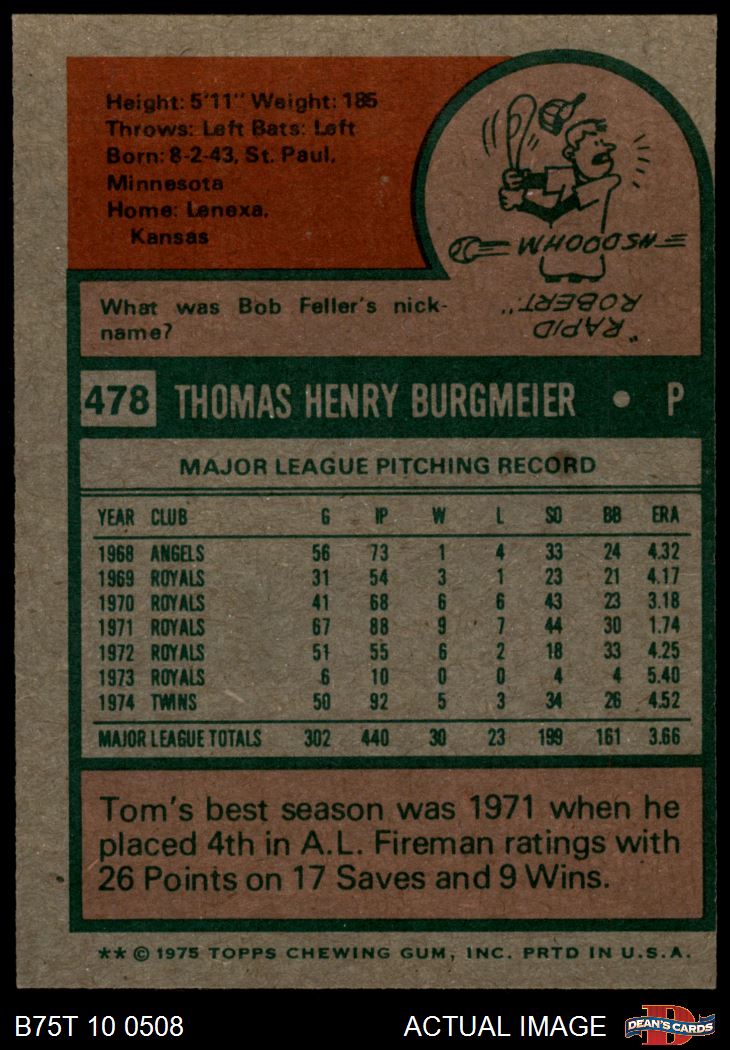 Height: 5'11" Weight: 185
Throws: Left Bats: Left
Born: 8-2-43, St. Paul,
Minnesota
Home: Lenexa,
Kansas
WHOOOSH
What was Bob Feller's nick-
name?
"RAPID
ROBERT".
478 THOMAS HENRY BURGMEIER • P
MAJOR LEAGUE PITCHING RECORD
YEAR CLUB G IP W L SO BB ERA
1968 ANGELS 56 73 1 4 33 24 4.32
1969 ROYALS 31 54 3 1 23 21 4.17
1970 ROYALS 41 68 6 6 43 23 3.18
1971 ROYALS 67 88 9 7 44 30 1.74
1972 ROYALS 51 55 6 2 18 33 4.25
1973 ROYALS 6 10 0 0 4 4 5.40
1974 TWINS 50 92 5 3 34 26 4.52
MAJOR LEAGUE TOTALS 302 440 30 23 199 161 3.66
Tom's best season was 1971 when he
placed 4th in A.L. Fireman ratings with
26 Points on 17 Saves and 9 Wins.
** © 1975 TOPPS CHEWING GUM, INC. PRTD IN U.S.A.
B75T 10 0508 ACTUAL IMAGE D DEAN'S CARDS